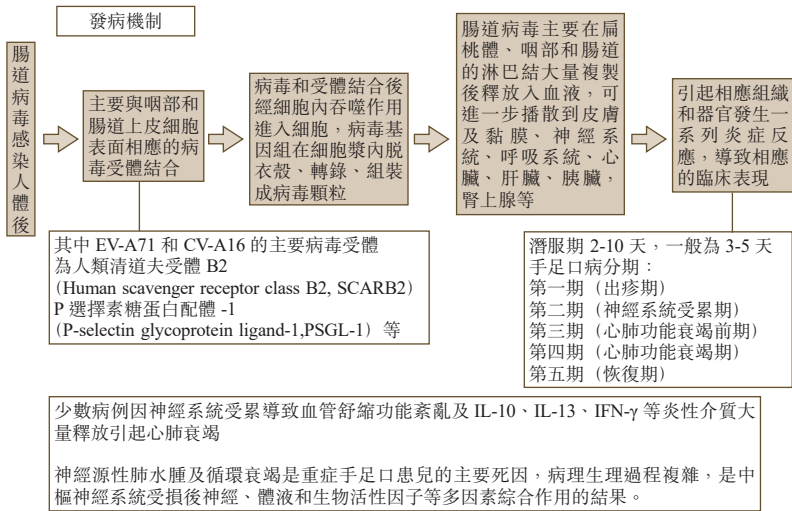 發病機制
腸道病毒感染人體後
主要與咽部和
腸道上皮細胞
表面相應的病
毒受體結合
病毒和受體結合後
經細胞內吞噬作用
進入細胞，病毒基
因組在細胞漿內脫
衣殼、轉錄、組裝
成病毒顆粒
腸道病毒主要在扁
桃體、咽部和腸道
的淋巴結大量複製
後釋放入血液，可
進一步播散到皮膚
及黏膜、神經系
統、呼吸系統、心
臟、肝臟、胰臟，
腎上腺等
引起相應組織
和器官發生一
系列炎症反
應，導致相應
的臨床表現
其中 EV-A71 和 CV-A16 的主要病毒受體
為人類清道夫受體 B2
(Human scavenger receptor class B2, SCARB2)
P 選擇素糖蛋白配體 -1
(P-selectin glycoprotein ligand-1,PSGL-1) 等
潛服期 2-10 天，一般為 3-5 天
手足口病分期：
第一期（出疹期）
第二期（神經系統受累期）
第三期（心肺功能衰竭前期）
第四期（心肺功能衰竭期）
第五期（恢復期）
少數病例因神經系統受累導致血管舒縮功能紊亂及 IL-10、IL-13、IFN-γ 等炎性介質大
量釋放引起心肺衰竭
神經源性肺水腫及循環衰竭是重症手足口患兒的主要死因，病理生理過程複雜，是中
樞神經系統受損後神經、體液和生物活性因子等多因素綜合作用的結果。